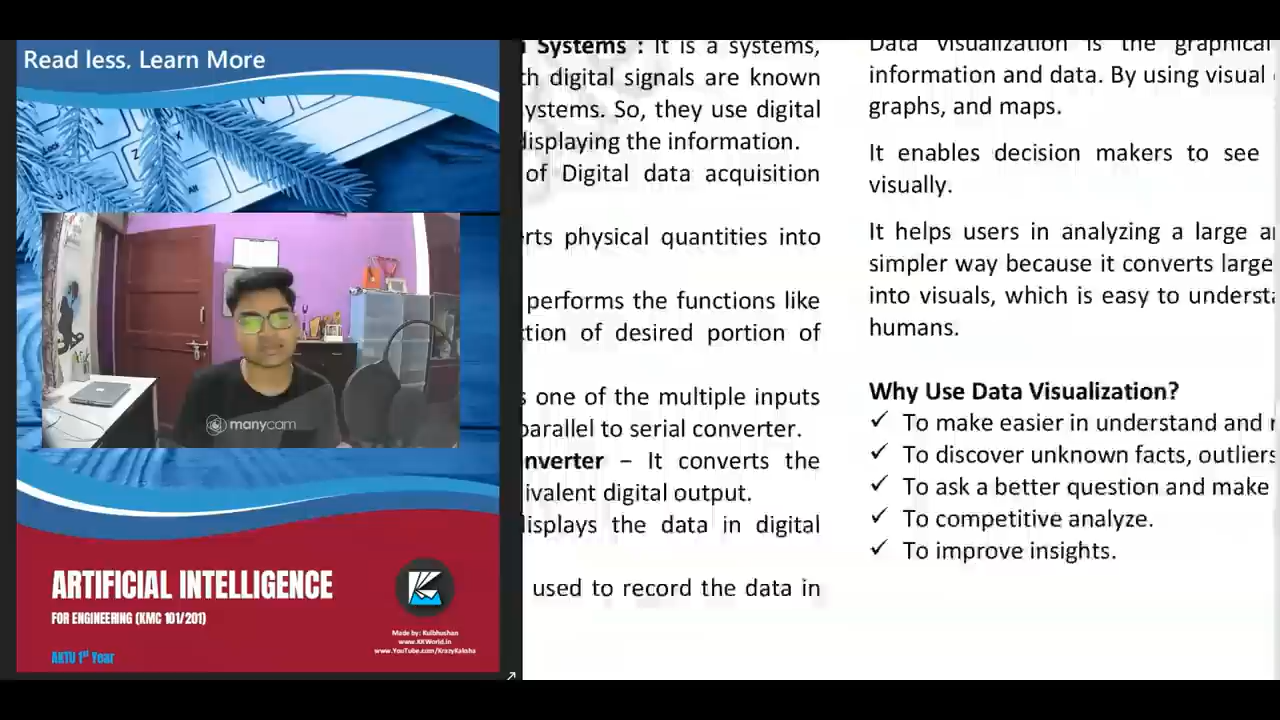 Read less. Learn More
manycam
ARTIFICIAL INTELLIGENCE
FOR ENGINEERING (KMC 101/201)
AKTU 1st Year
Made by: Kulbhushan
www.KKWorld.in
www.YouTube.com/KrazyKaksha
Systems : It is a systems,
digital signals are known
ystems. So, they use digital
displaying the information.
of Digital data acquisition
rts physical quantities into
performs the functions like
tion of desired portion of
one of the multiple inputs
parallel to serial converter.
nverter – It converts the
ivalent digital output.
displays the data in digital
used to record the data in
Data visualization is the graphical
information and data. By using visual
graphs, and maps.
It enables decision makers to see
visually.
It helps users in analyzing a large
simpler way because it converts large
into visuals, which is easy to underst
humans.
Why Use Data Visualization?
✓ To make easier in understand and
✓ To discover unknown facts, outliers
✓ To ask a better question and make
✓ To competitive analyze.
✓ To improve insights.